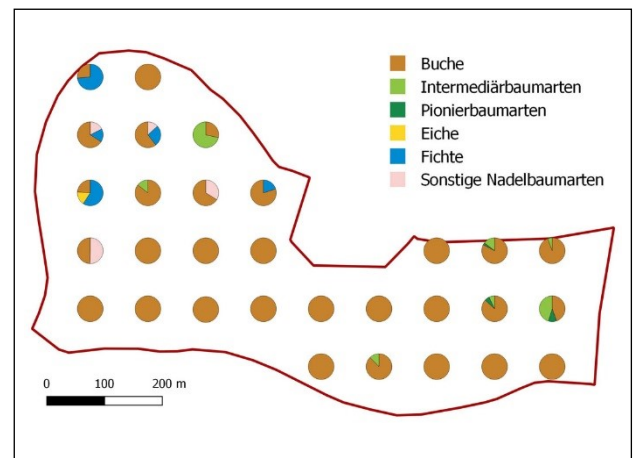 Buche
Intermediärbaumarten
Pionierbaumarten
Eiche
Fichte
Sonstige Nadelbaumarten
0 100 200 m